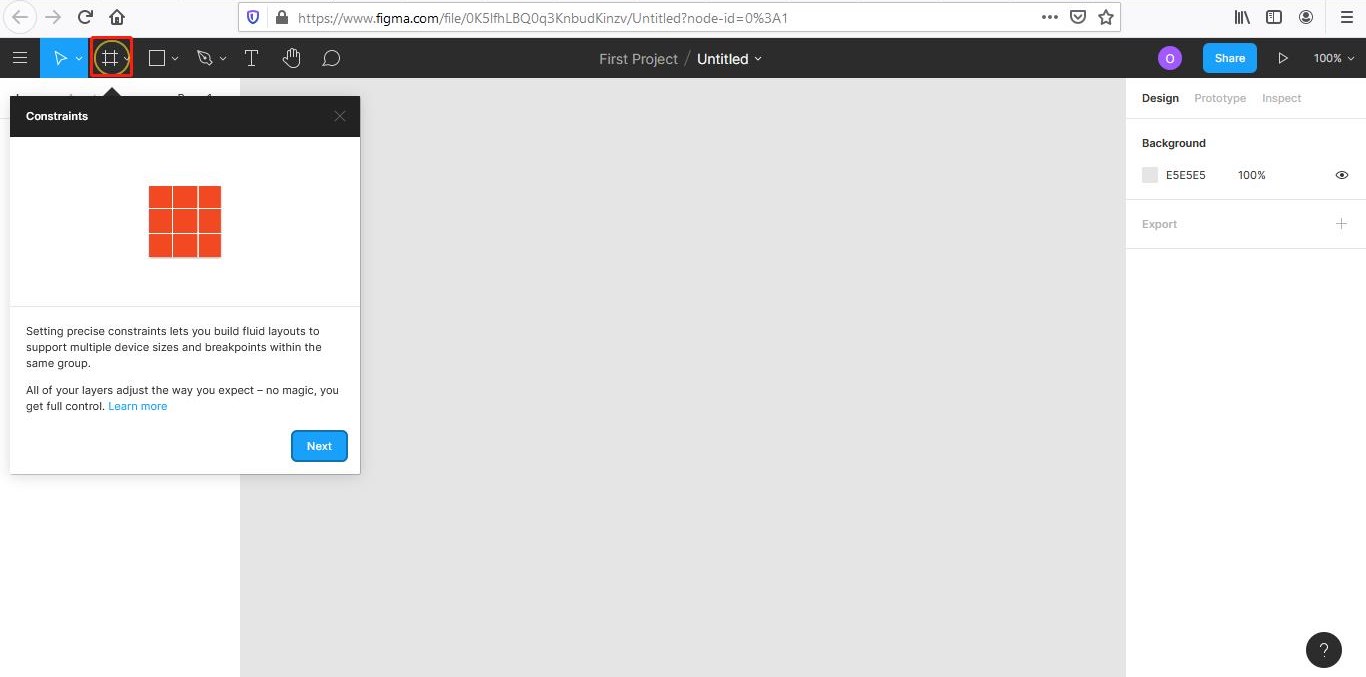 https://www.figma.com/file/0K5lfhLBQ0q3KnbudKinzv/Untitled?node-id=0%3A1
First Project / Untitled
O
Share
100%
Constraints
Design Prototype Inspect
Background
E5E5E5 100%
Export
Setting precise constraints lets you build fluid layouts to
support multiple device sizes and breakpoints within the
same group.
All of your layers adjust the way you expect – no magic, you
get full control. Learn more
Next
?